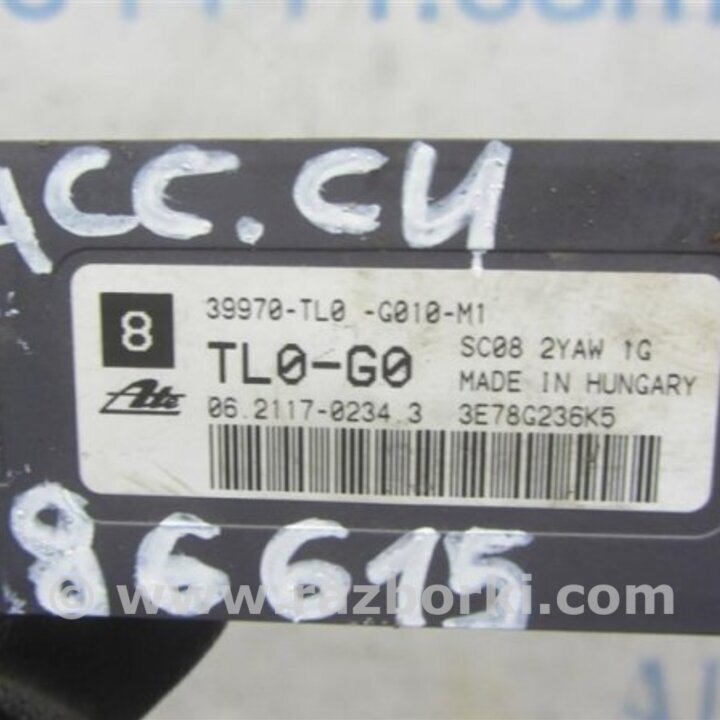 ACC.CU
8
39970-TL0 -G010-M1
TL0-G0
SC08 2YAW 1G
MADE IN HUNGARY
Ate
06.2117-0234.3
3E78G236K5
86615
© www.razborki.com